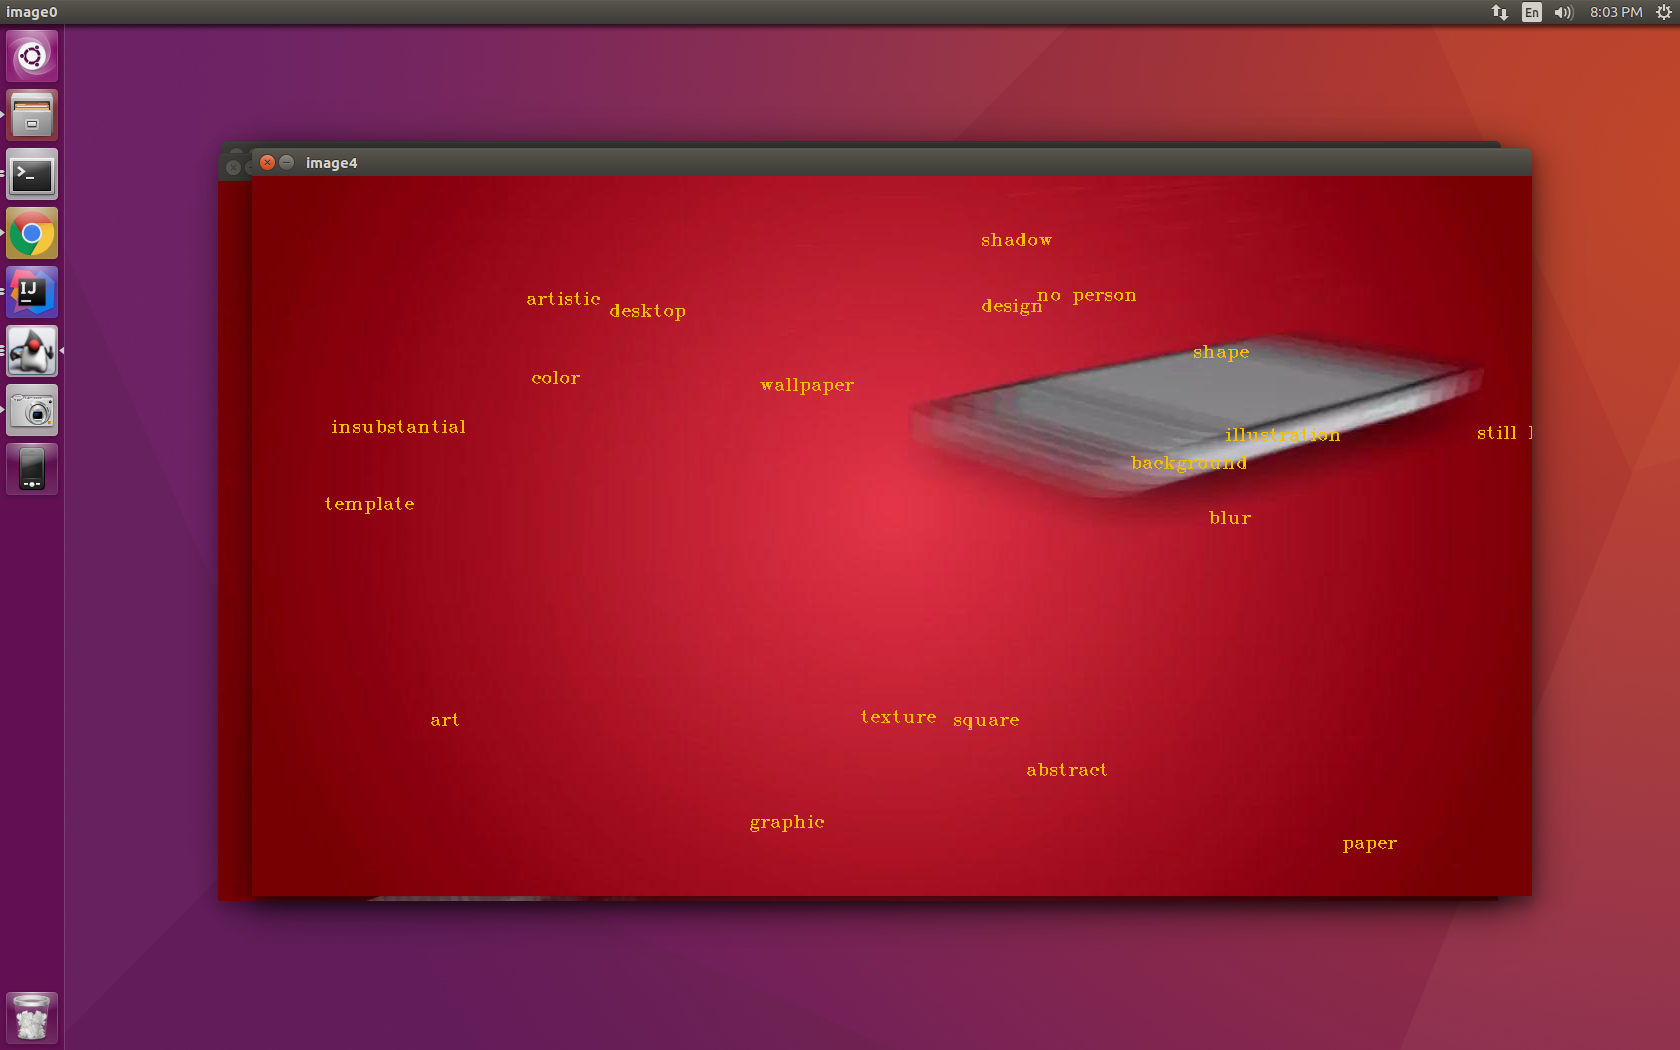 image0
En
8:03 PM
image4
shadow
artistic
desktop
design
no person
shape
color
wallpaper
insubstantial
illustration
still l
background
template
blur
art
texture
square
abstract
graphic
paper
>_
IJ